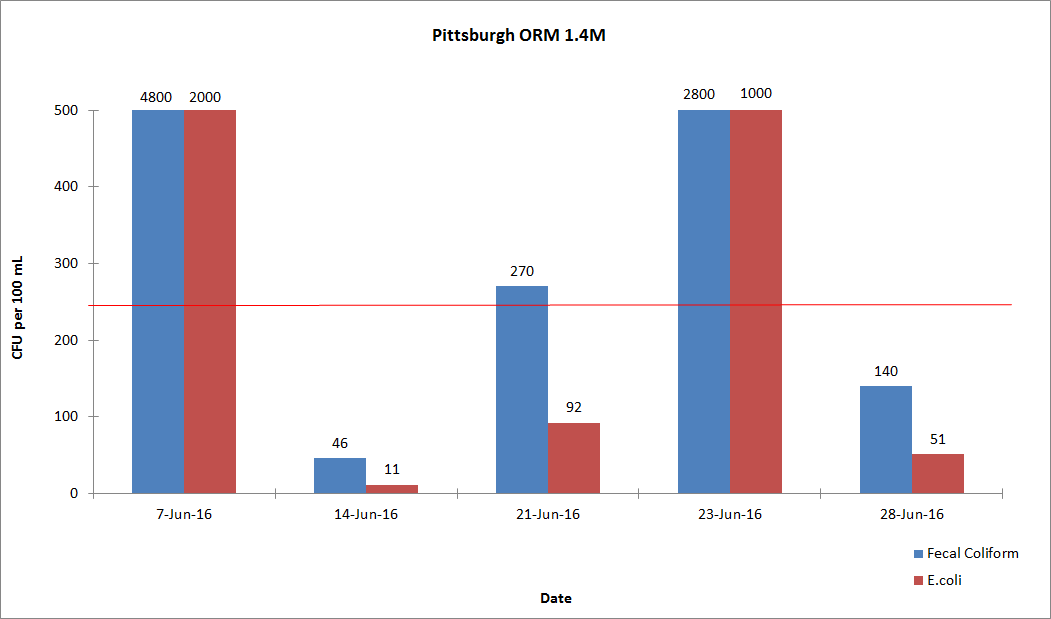 Pittsburgh ORM 1.4M
4800 2000 2800 1000
500
400
300
270
200
140
100
92
51
46
11
0
7-Jun-16 14-Jun-16 21-Jun-16 23-Jun-16 28-Jun-16
CFU per 100 mL
Fecal Coliform
E.coli
Date